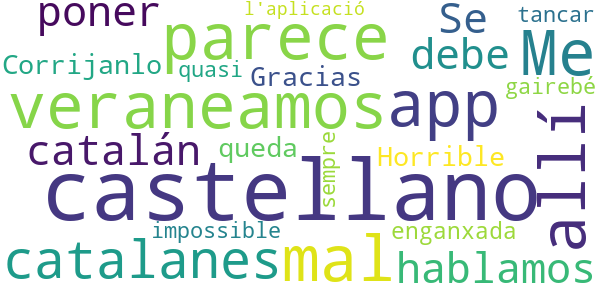 poner l'aplicació Se tancar
parece debe Me
Corrijanlo quasi Gracias gairebé
veraneamos app allí
catalán queda sempre Horrible
castellano
impossible enganxada
catalanes mal hablamos